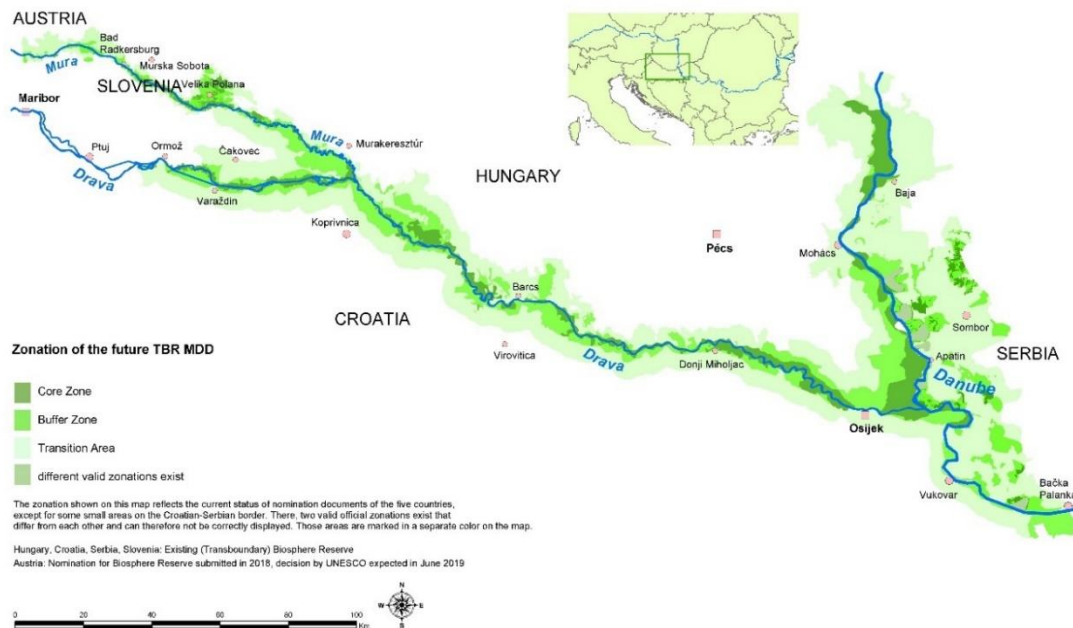 AUSTRIA
Bad
Radkersburg
Mura
Murska Sobota
SLOVENIA
Velika Polana
Maribor
Mura
Murakeresztúr
Ptuj
Ormož
Čakovec
Drava
Varaždin
HUNGARY
Baja
Koprivnica
Pécs
Mohács
Barcs
CROATIA
Sombor
Virovitica
Drava
Donji Miholjac
Apatin
SERBIA
Danube
Osijek
Vukovar
Bačka
Palanka
Zonation of the future TBR MDD
Core Zone
Buffer Zone
Transition Area
different valid zonations exist
The zonation shown on this map reflects the current status of nomination documents of the five countries,
except for some small areas on the Croatian-Serbian border. There, two valid official zonations exist that
differ from each other and can therefore not be correctly displayed. Those areas are marked in a separate color on the map.
Hungary, Croatia, Serbia, Slovenia: Existing (Transboundary) Biosphere Reserve
Austria: Nomination for Biosphere Reserve submitted in 2018, decision by UNESCO expected in June 2019
N
W E
S
0 20 40 60 80 100
Km